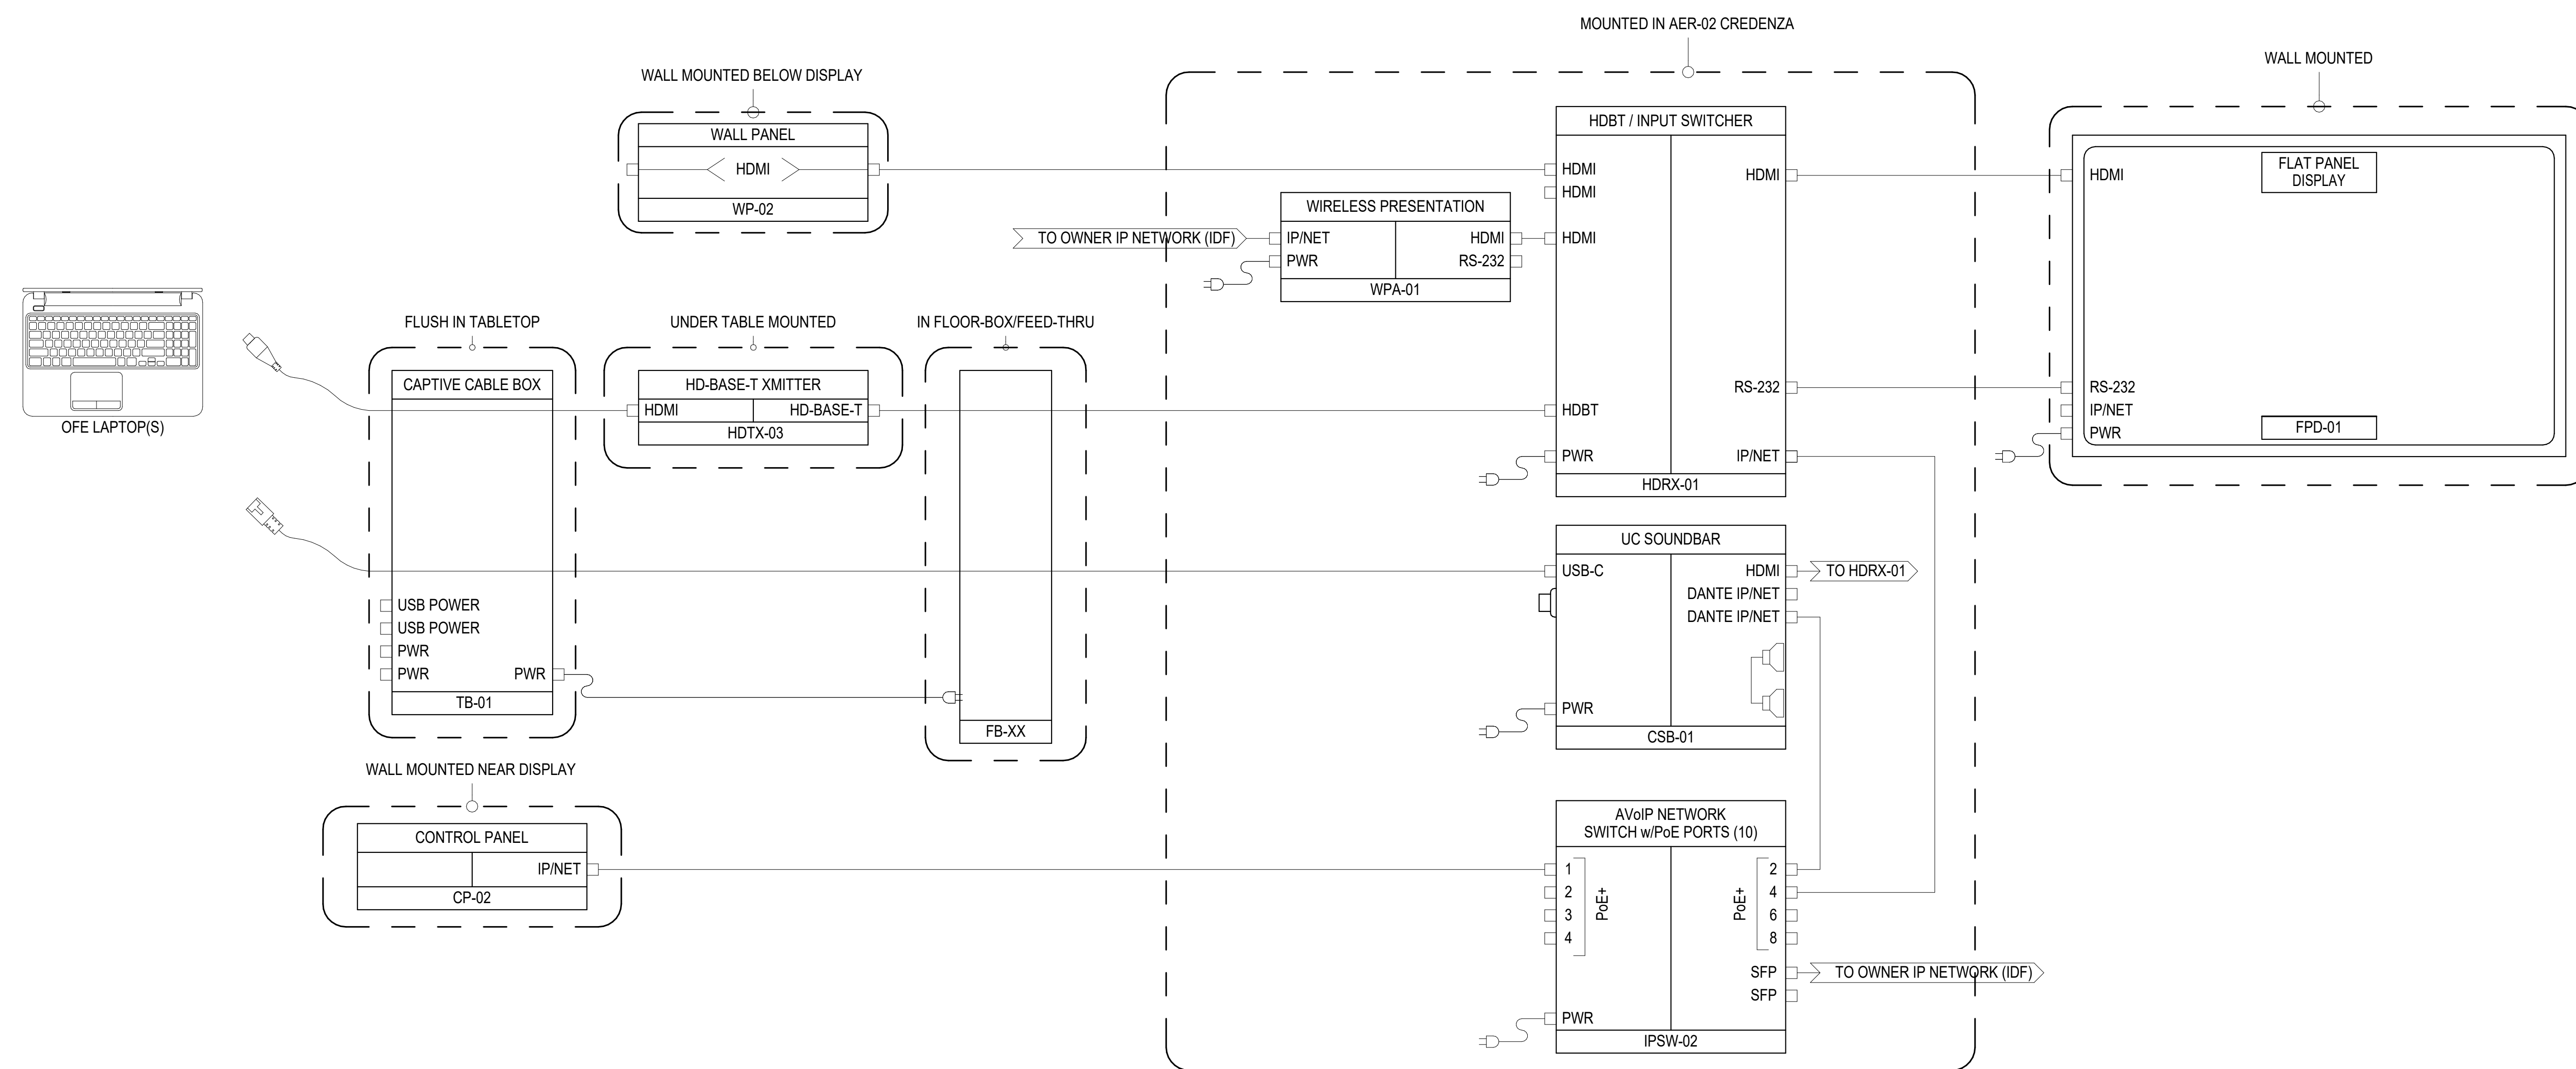 MOUNTED IN AER-02 CREDENZA
WALL MOUNTED
WALL MOUNTED BELOW DISPLAY
WALL PANEL
HDMI
WP-02
HDBT / INPUT SWITCHER
HDMI
HDMI
HDMI
HDBT
PWR
HDMI
RS-232
IP/NET
HDRX-01
FLAT PANEL
DISPLAY
HDMI
RS-232
IP/NET
PWR
FPD-01
WIRELESS PRESENTATION
TO OWNER IP NETWORK (IDF)
IP/NET
PWR
HDMI
RS-232
WPA-01
OFE LAPTOP(S)
FLUSH IN TABLETOP
CAPTIVE CABLE BOX
USB POWER
USB POWER
PWR
PWR
PWR
TB-01
UNDER TABLE MOUNTED
HD-BASE-T XMITTER
HDMI
HD-BASE-T
HDTX-03
IN FLOOR-BOX/FEED-THRU
FB-XX
UC SOUNDBAR
USB-C
PWR
HDMI
TO HDRX-01
DANTE IP/NET
DANTE IP/NET
CSB-01
WALL MOUNTED NEAR DISPLAY
CONTROL PANEL
IP/NET
CP-02
AVoIP NETWORK
SWITCH w/PoE PORTS (10)
1
2
3
4
PoE+
PoE+
2
4
6
8
SFP
TO OWNER IP NETWORK (IDF)
SFP
PWR
IPSW-02